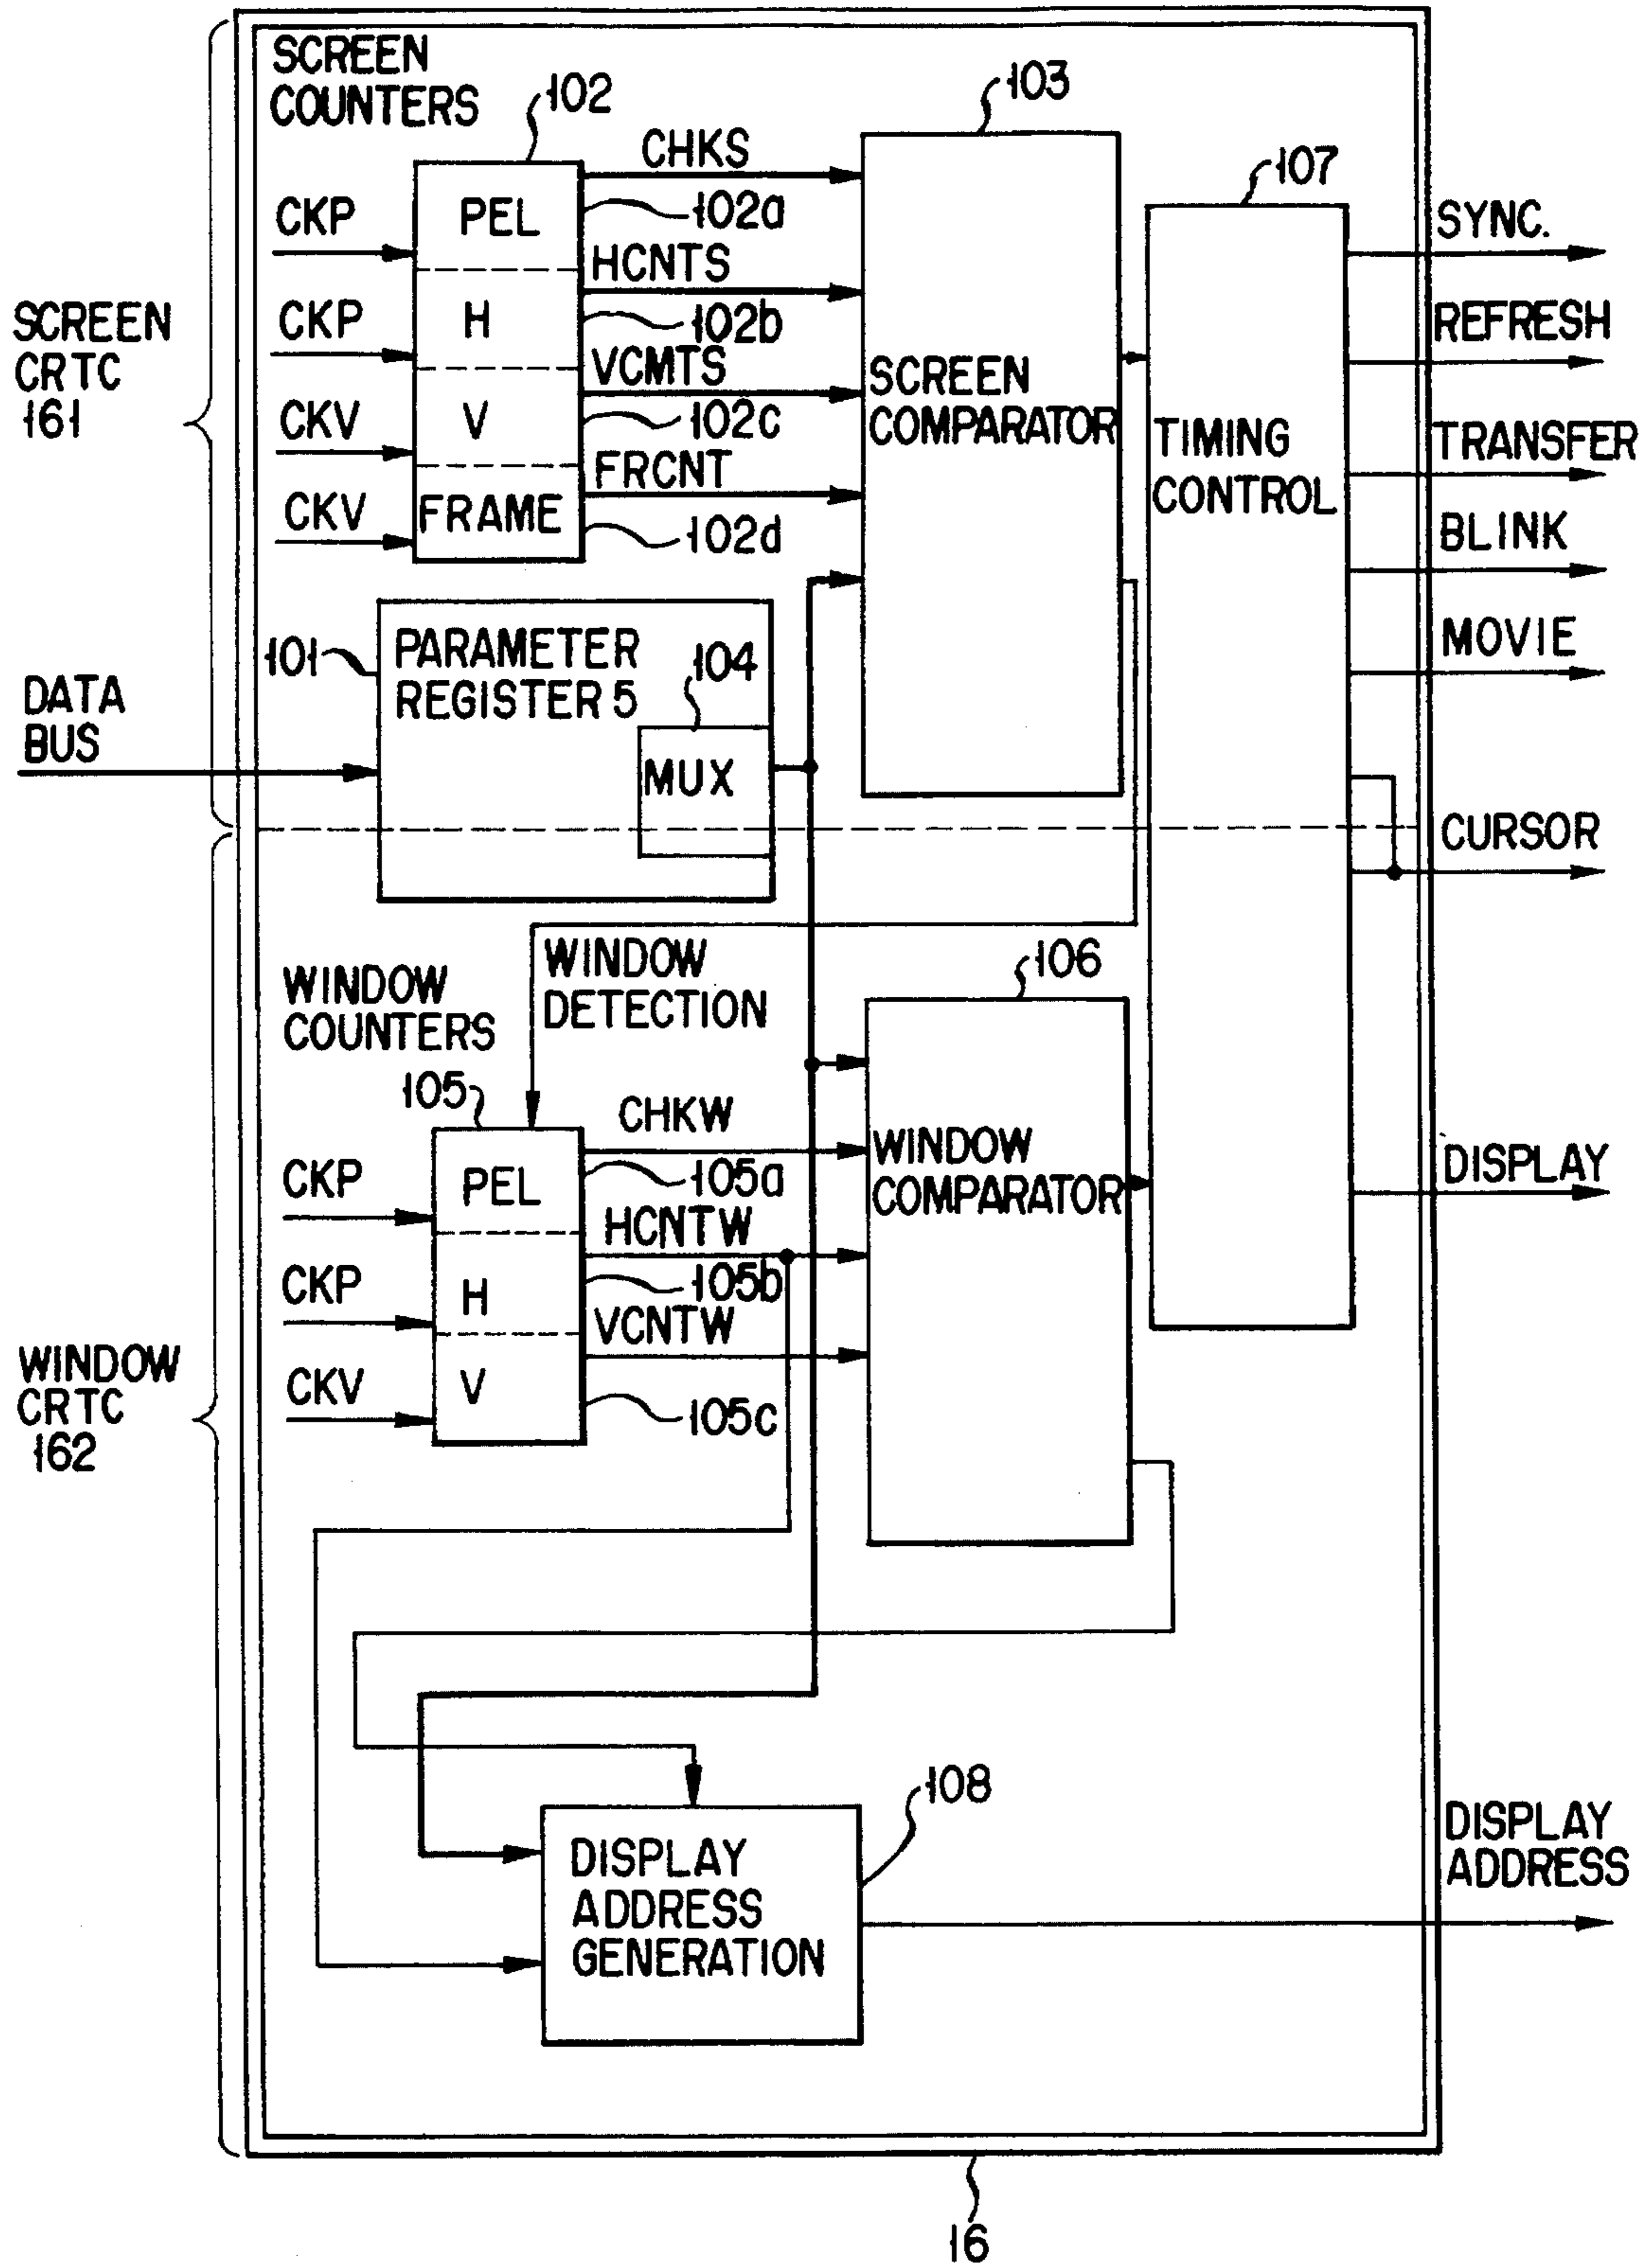 SCREEN
COUNTERS
102
103
107
CHKS
CKP
PEL
102a
SYNC.
HCNTS
CKP
H
102b
REFRESH
SCREEN
CRTC
161
VCMTS
SCREEN
COMPARATOR
CKV
V
102c
TIMING
CONTROL
TRANSFER
FRCNT
CKV
FRAME
102d
BLINK
101
PARAMETER
REGISTER 5
104
MOVIE
DATA
BUS
MUX
CURSOR
WINDOW
DETECTION
106
WINDOW
COUNTERS
105
CHKW
WINDOW
COMPARATOR
CKP
PEL
105a
DISPLAY
HCNTW
CKP
H
105b
VCNTW
WINDOW
CRTC
162
CKV
V
105c
108
DISPLAY
ADDRESS
GENERATION
DISPLAY
ADDRESS
16